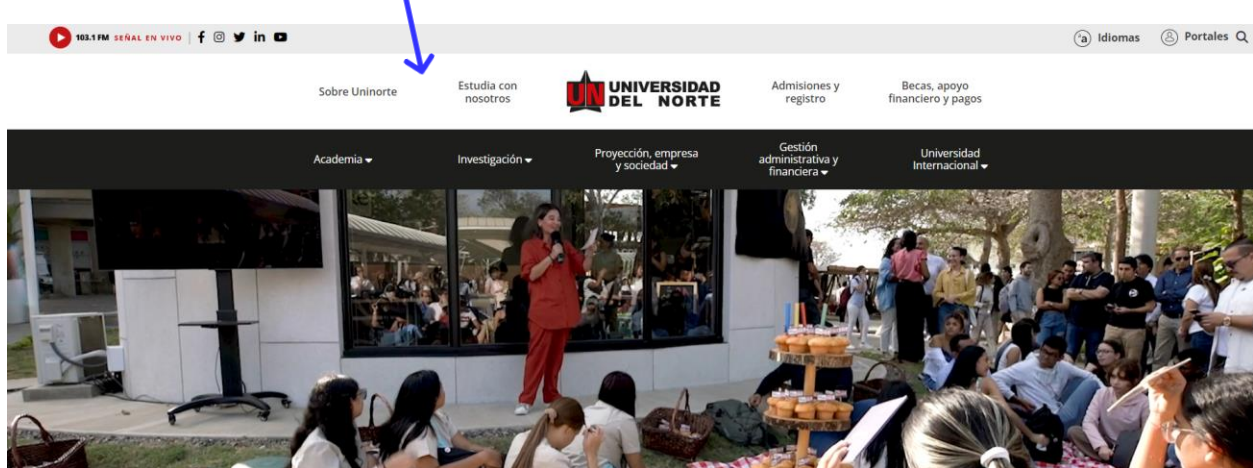 103.1 FM SEÑAL EN VIVO
Idiomas
Portales
Sobre Uninorte
Estudia con
nosotros
UN UNIVERSIDAD
DEL NORTE
Admisiones y
registro
Becas, apoyo
financiero y pagos
Academia
Investigación
Proyección, empresa
y sociedad
Gestión
administrativa y
financiera
Universidad
Internacional